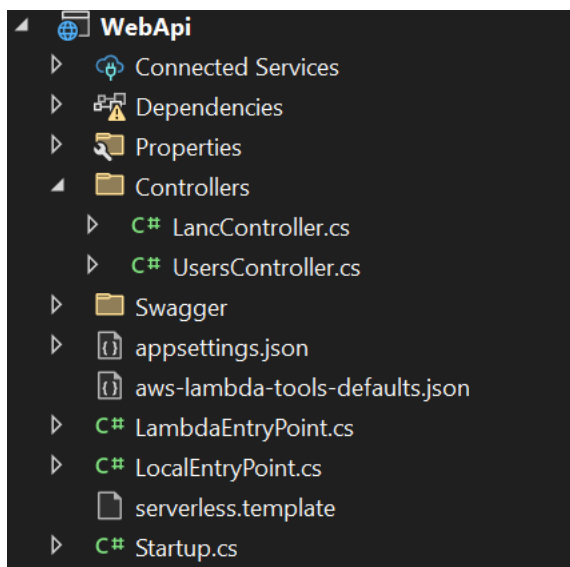 WebApi
Connected Services
Dependencies
Properties
Controllers
C# LancController.cs
C# UsersController.cs
Swagger
appsettings.json
aws-lambda-tools-defaults.json
C# LambdaEntryPoint.cs
C# LocalEntryPoint.cs
serverless.template
C# Startup.cs